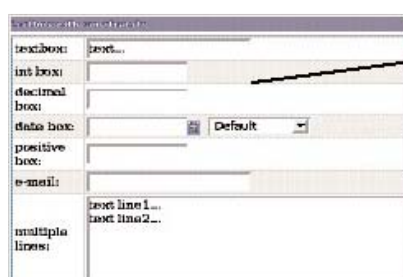 textbox: text...
int box:
decimal
box:
date box: Default
positive
box:
e-mail:
multiple
lines:
text line1...
text line2...